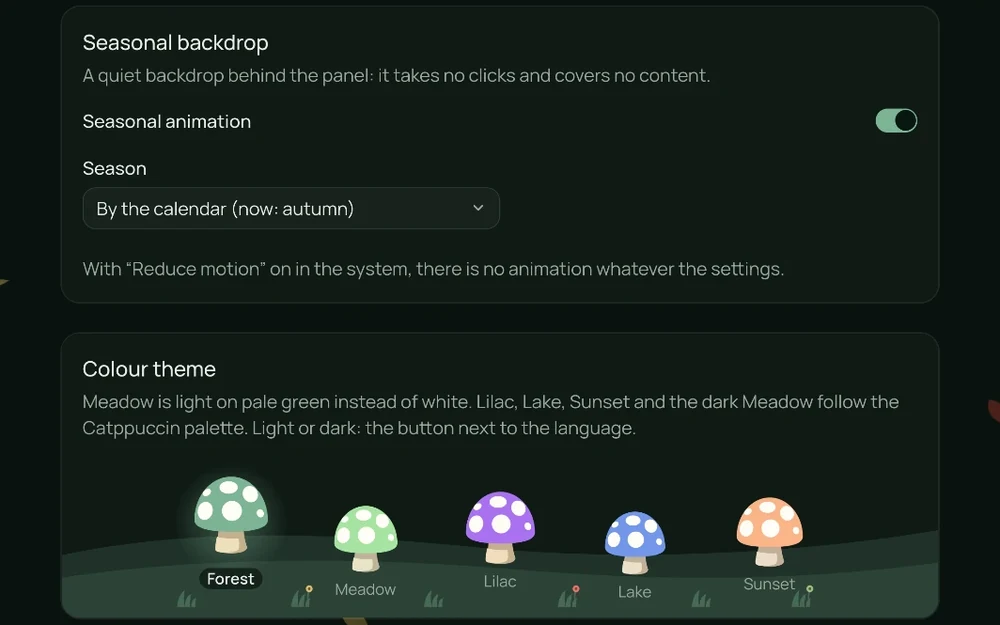 Seasonal backdrop
A quiet backdrop behind the panel: it takes no clicks and covers no content.
Seasonal animation
Season
By the calendar (now: autumn)
With “Reduce motion” on in the system, there is no animation whatever the settings.
Colour theme
Meadow is light on pale green instead of white. Lilac, Lake, Sunset and the dark Meadow follow the
Catppuccin palette. Light or dark: the button next to the language.
Forest
Meadow
Lilac
Lake
Sunset